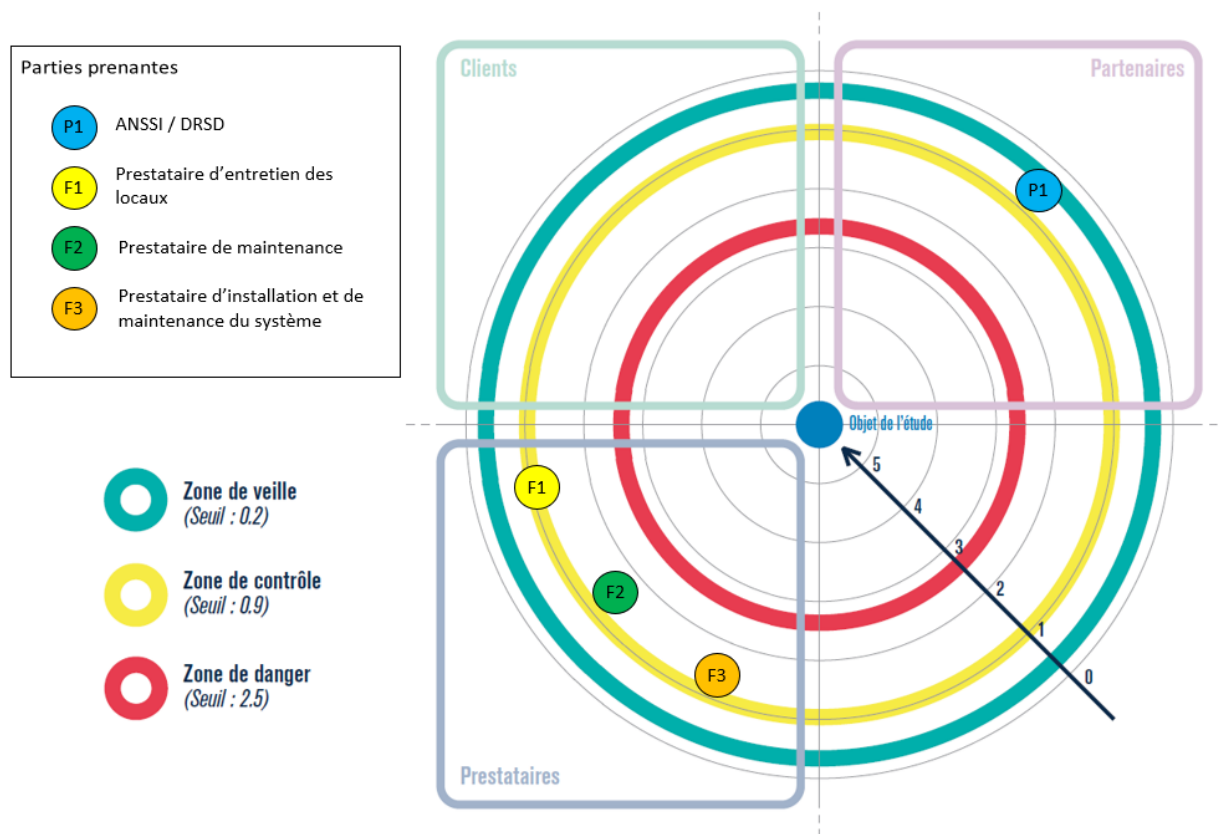 Parties prenantes
P1 ANSSI / DRSD
F1 Prestataire d’entretien des
locaux
F2 Prestataire de maintenance
F3 Prestataire d’installation et de
maintenance du système
Zone de veille
(Seuil : 0.2)
Zone de contrôle
(Seuil : 0.9)
Zone de danger
(Seuil : 2.5)
Clients
Partenaires
P1
Objet de l’étude
5
4
3
2
1
0
F1
F2
F3
Prestataires